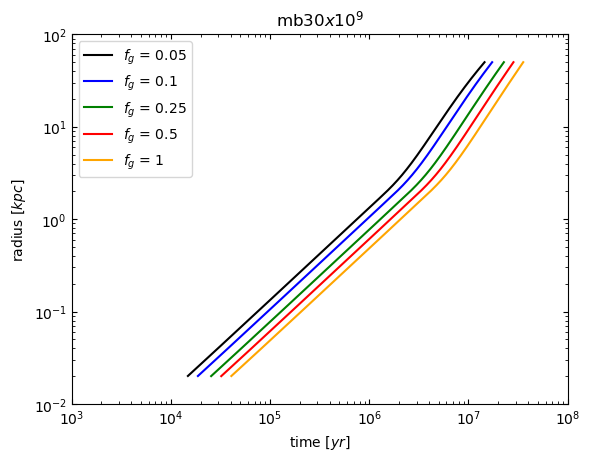 mb30x10^9
10^2
10^1
10^0
10^-1
10^-2
radius [kpc]
f_g = 0.05
f_g = 0.1
f_g = 0.25
f_g = 0.5
f_g = 1
10^3 10^4 10^5 10^6 10^7 10^8
time [yr]